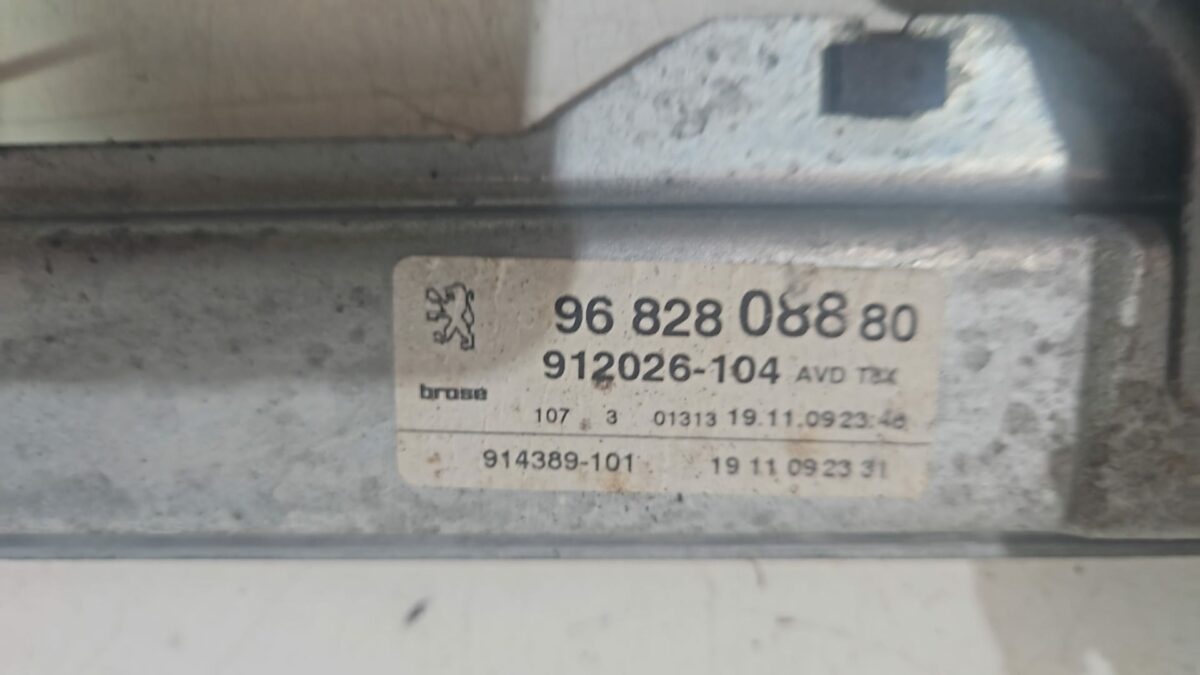 96 828 088 80
912026-104 AVD
brose
107 3 01313 19.11.09 23:48
914389-101 19 11 09 23 31